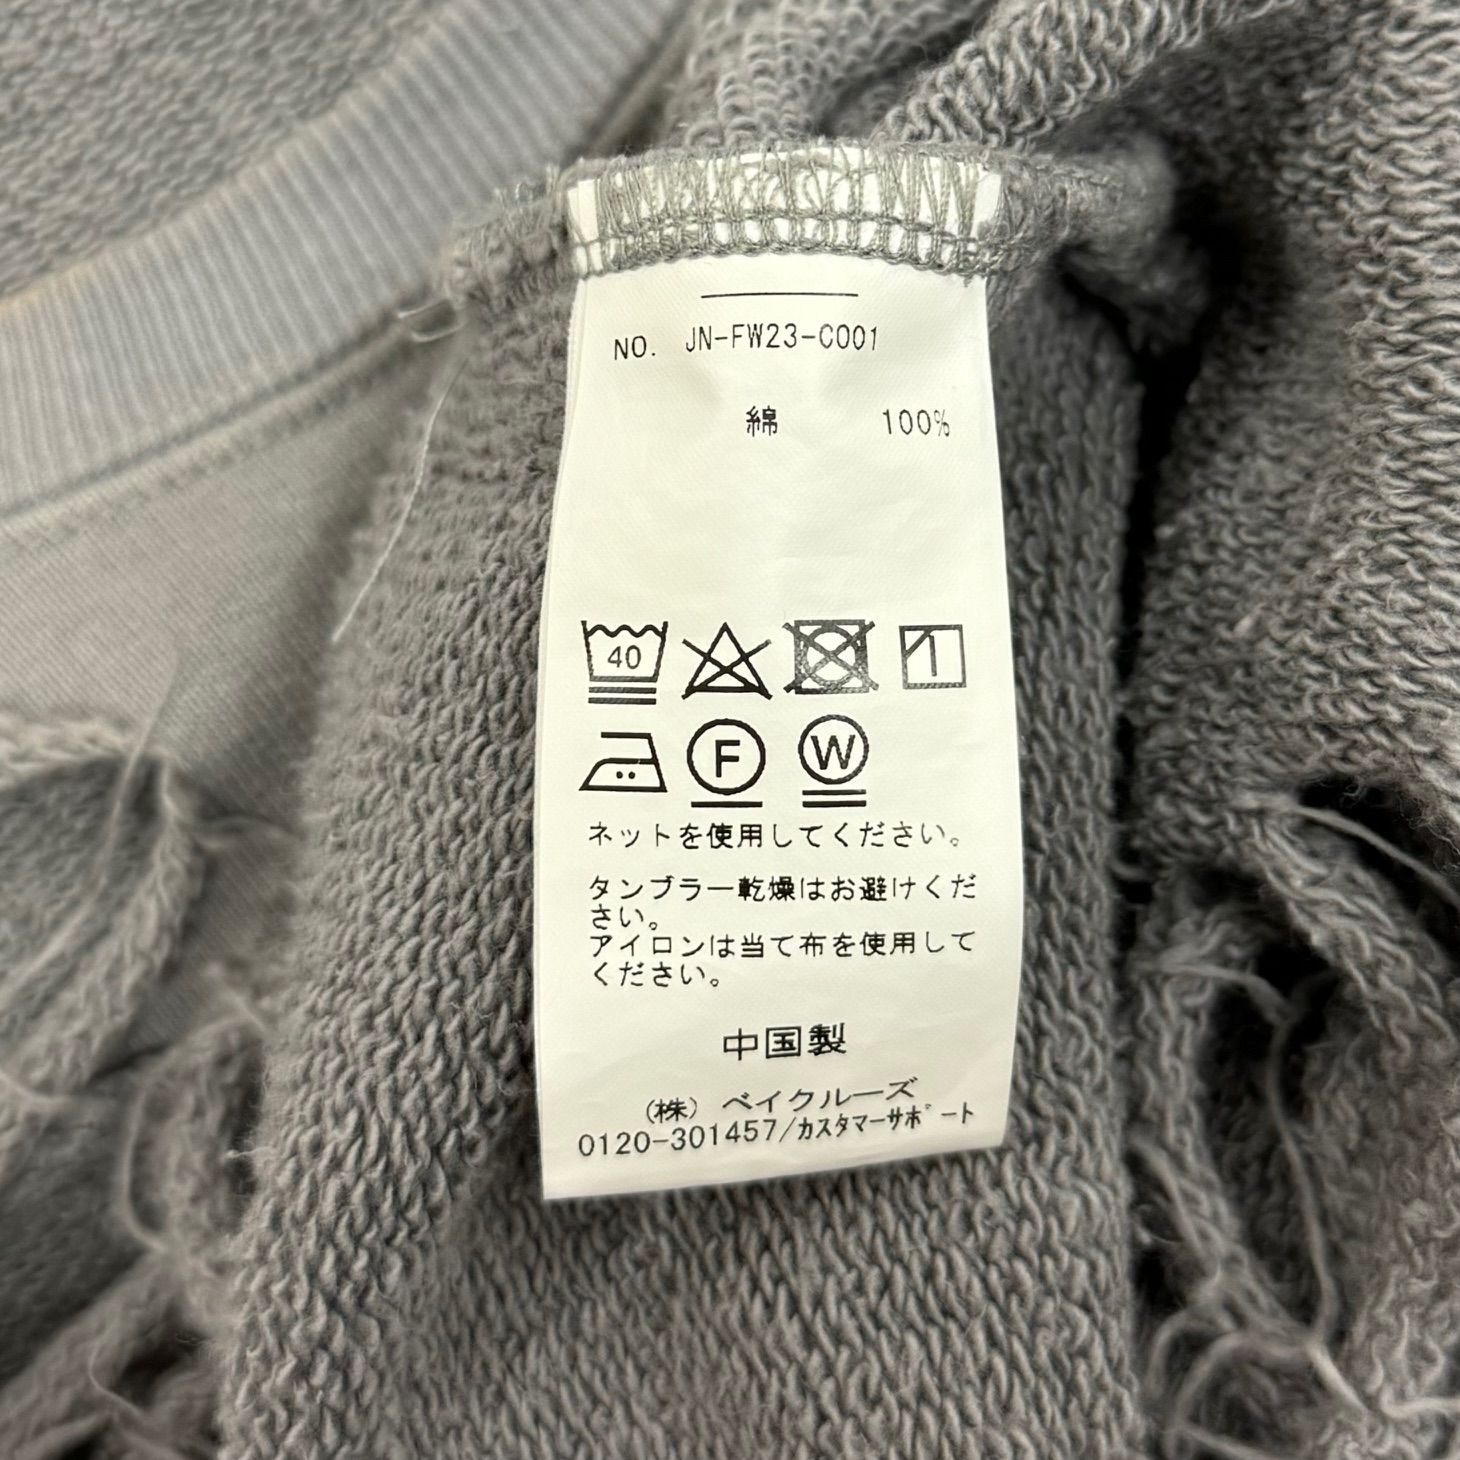 NO. JN-FW23-C001
綿 100%
40
F W
ネットを使用してください。
タンブラー乾燥はお避けくだ
さい。
アイロンは当て布を使用して
ください。
中国製
(株) ベイクルーズ
0120-301457/カスタマーサポート